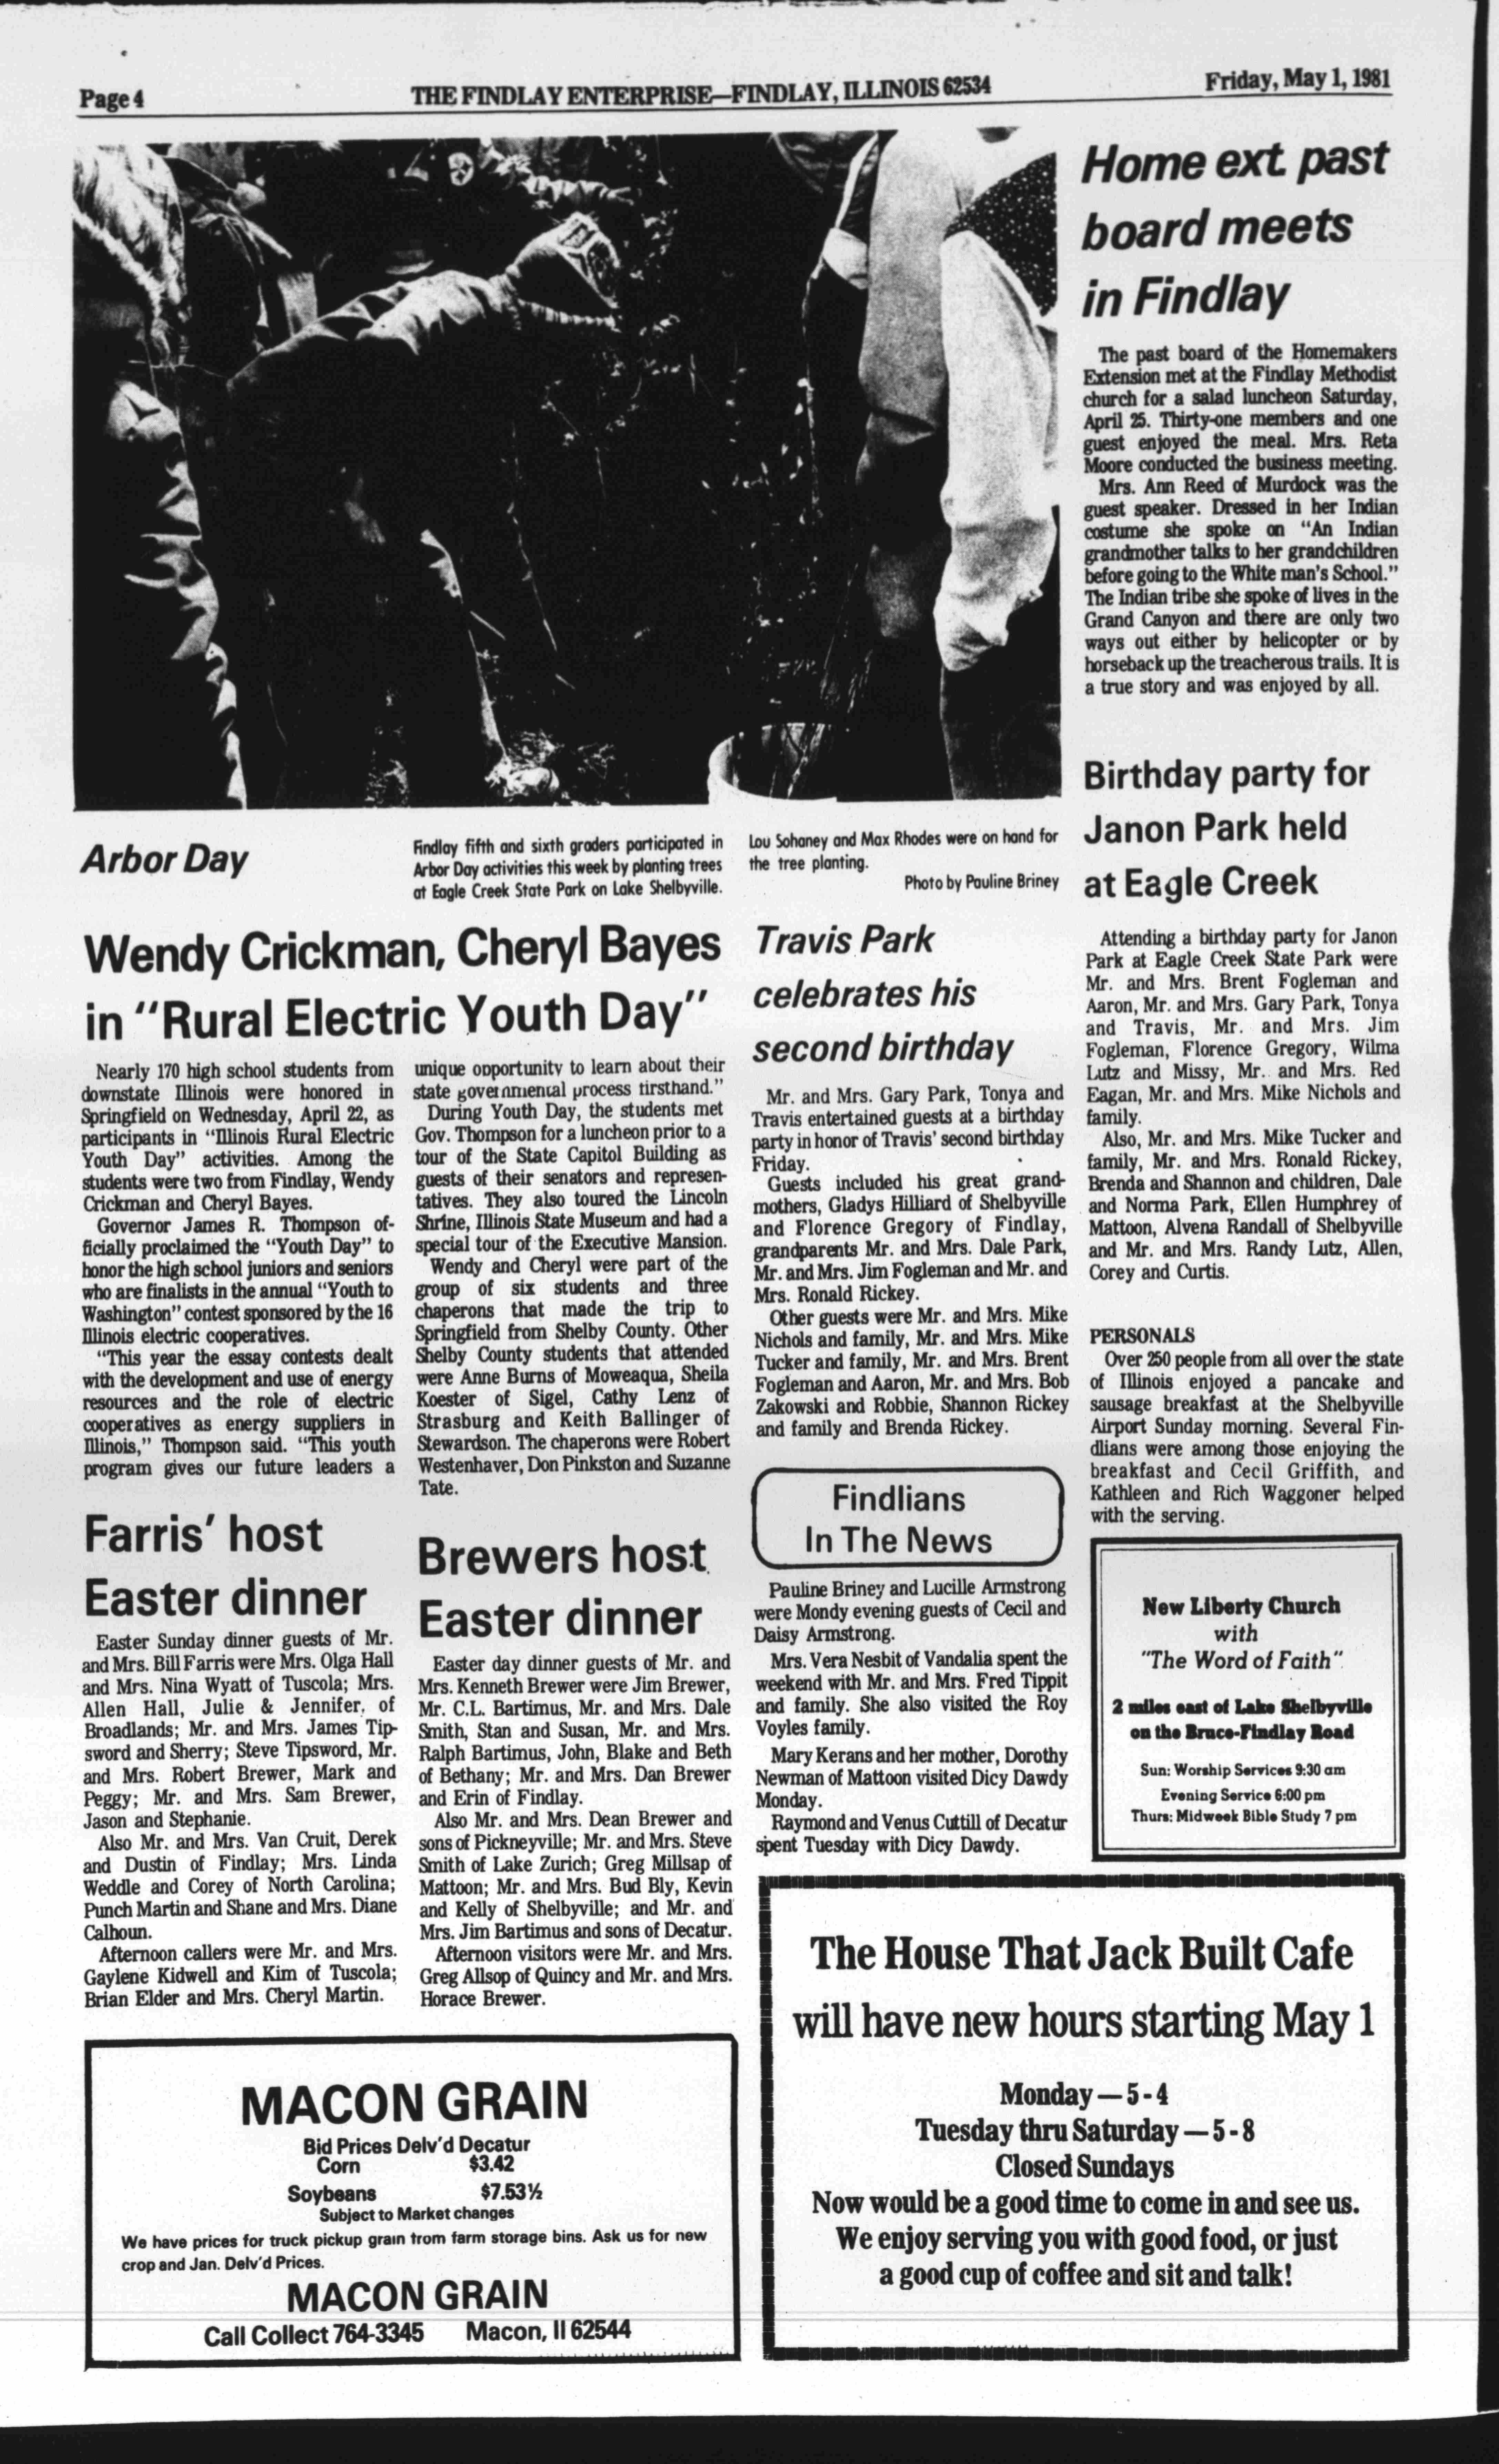 Page 4
THE FINDLAY ENTERPRISE—FINDLAY, ILLINOIS 62534
Friday, May 1, 1981
Arbor Day
Findlay fifth and sixth graders participated in
Arbor Day activities this week by planting trees
at Eagle Creek State Park on Lake Shelbyville.
Lou Sohaney and Max Rhodes were on hand for
the tree planting.
Photo by Pauline Briney
Wendy Crickman, Cheryl Bayes
in "Rural Electric Youth Day"
Nearly 170 high school students from
downstate Illinois were honored in
Springfield on Wednesday, April 22, as
participants in "Illinois Rural Electric
Youth Day" activities. Among the
students were two from Findlay, Wendy
Crickman and Cheryl Bayes.
Governor James R. Thompson of-
ficially proclaimed the "Youth Day" to
honor the high school juniors and seniors
who are finalists in the annual "Youth to
Washington" contest sponsored by the 16
Illinois electric cooperatives.
"This year the essay contests dealt
with the development and use of energy
resources and the role of electric
cooperatives as energy suppliers in
Illinois," Thompson said. "This youth
program gives our future leaders a
unique opportunity to learn about their
state governmental process firsthand."
During Youth Day, the students met
Gov. Thompson for a luncheon prior to a
tour of the State Capitol Building as
guests of their senators and represen-
tatives. They also toured the Lincoln
Shrine, Illinois State Museum and had a
special tour of the Executive Mansion.
Wendy and Cheryl were part of the
group of six students and three
chaperons that made the trip to
Springfield from Shelby County. Other
Shelby County students that attended
were Anne Burns of Moweaqua, Sheila
Koester of Sigel, Cathy Lenz of
Strasburg and Keith Ballinger of
Stewardson. The chaperons were Robert
Westenhaver, Don Pinkston and Suzanne
Tate.
Farris' host
Easter dinner
Easter Sunday dinner guests of Mr.
and Mrs. Bill Farris were Mrs. Olga Hall
and Mrs. Nina Wyatt of Tuscola; Mrs.
Allen Hall, Julie & Jennifer, of
Broadlands; Mr. and Mrs. James Tip-
sword and Sherry; Steve Tipsword, Mr.
and Mrs. Robert Brewer, Mark and
Peggy; Mr. and Mrs. Sam Brewer,
Jason and Stephanie.
Also Mr. and Mrs. Van Cruit, Derek
and Dustin of Findlay; Mrs. Linda
Weddle and Corey of North Carolina;
Punch Martin and Shane and Mrs. Diane
Calhoun.
Afternoon callers were Mr. and Mrs.
Gaylene Kidwell and Kim of Tuscola;
Brian Elder and Mrs. Cheryl Martin.
Brewers host
Easter dinner
Easter day dinner guests of Mr. and
Mrs. Kenneth Brewer were Jim Brewer,
Mr. C.L. Bartimus, Mr. and Mrs. Dale
Smith, Stan and Susan, Mr. and Mrs.
Ralph Bartimus, John, Blake and Beth
of Bethany; Mr. and Mrs. Dan Brewer
and Erin of Findlay.
Also Mr. and Mrs. Dean Brewer and
sons of Pickneyville; Mr. and Mrs. Steve
Smith of Lake Zurich; Greg Millsap of
Mattoon; Mr. and Mrs. Bud Bly, Kevin
and Kelly of Shelbyville; and Mr. and
Mrs. Jim Bartimus and sons of Decatur.
Afternoon visitors were Mr. and Mrs.
Greg Allsop of Quincy and Mr. and Mrs.
Horace Brewer.
Travis Park
celebrates his
second birthday
Mr. and Mrs. Gary Park, Tonya and
Travis entertained guests at a birthday
party in honor of Travis' second birthday
Friday.
Guests included his great grand-
mothers, Gladys Hilliard of Shelbyville
and Florence Gregory of Findlay,
grandparents Mr. and Mrs. Dale Park,
Mr. and Mrs. Jim Fogleman and Mr. and
Mrs. Ronald Rickey.
Other guests were Mr. and Mrs. Mike
Nichols and family, Mr. and Mrs. Mike
Tucker and family, Mr. and Mrs. Brent
Fogleman and Aaron, Mr. and Mrs. Bob
Zakowski and Robbie, Shannon Rickey
and family and Brenda Rickey.
Findlians
In The News
Pauline Briney and Lucille Armstrong
were Mondy evening guests of Cecil and
Daisy Armstrong.
Mrs. Vera Nesbit of Vandalia spent the
weekend with Mr. and Mrs. Fred Tippit
and family. She also visited the Roy
Voyles family.
Mary Kerans and her mother, Dorothy
Newman of Mattoon visited Dicy Dawdy
Monday.
Raymond and Venus Cuttill of Decatur
spent Tuesday with Dicy Dawdy.
Home ext. past
board meets
in Findlay
The past board of the Homemakers
Extension met at the Findlay Methodist
church for a salad luncheon Saturday,
April 25. Thirty-one members and one
guest enjoyed the meal. Mrs. Reta
Moore conducted the business meeting.
Mrs. Ann Reed of Murdock was the
guest speaker. Dressed in her Indian
costume she spoke on "An Indian
grandmother talks to her grandchildren
before going to the White man's School."
The Indian tribe she spoke of lives in the
Grand Canyon and there are only two
ways out either by helicopter or by
horseback up the treacherous trails. It is
a true story and was enjoyed by all.
Birthday party for
Janon Park held
at Eagle Creek
Attending a birthday party for Janon
Park at Eagle Creek State Park were
Mr. and Mrs. Brent Fogleman and
Aaron, Mr. and Mrs. Gary Park, Tonya
and Travis, Mr. and Mrs. Jim
Fogleman, Florence Gregory, Wilma
Lutz and Missy, Mr. and Mrs. Red
Eagan, Mr. and Mrs. Mike Nichols and
family.
Also, Mr. and Mrs. Mike Tucker and
family, Mr. and Mrs. Ronald Rickey,
Brenda and Shannon and children, Dale
and Norma Park, Ellen Humphrey of
Mattoon, Alvena Randall of Shelbyville
and Mr. and Mrs. Randy Lutz, Allen,
Corey and Curtis.
PERSONALS
Over 250 people from all over the state
of Illinois enjoyed a pancake and
sausage breakfast at the Shelbyville
Airport Sunday morning. Several Fin-
dlians were among those enjoying the
breakfast and Cecil Griffith, and
Kathleen and Rich Waggoner helped
with the serving.
New Liberty Church
with
"The Word of Faith"
2 miles east of Lake Shelbyville
on the Bruce-Findlay Road
Sun: Worship Services 9:30 am
Evening Service 6:00 pm
Thurs: Midweek Bible Study 7 pm
MACON GRAIN
Bid Prices Delv'd Decatur
Corn $3.42
Soybeans $7.53½
Subject to Market changes
We have prices for truck pickup grain from farm storage bins. Ask us for new
crop and Jan. Delv'd Prices.
MACON GRAIN
Call Collect 764-3345 Macon, Il 62544
The House That Jack Built Cafe
will have new hours starting May 1
Monday — 5 - 4
Tuesday thru Saturday — 5 - 8
Closed Sundays
Now would be a good time to come in and see us.
We enjoy serving you with good food, or just
a good cup of coffee and sit and talk!